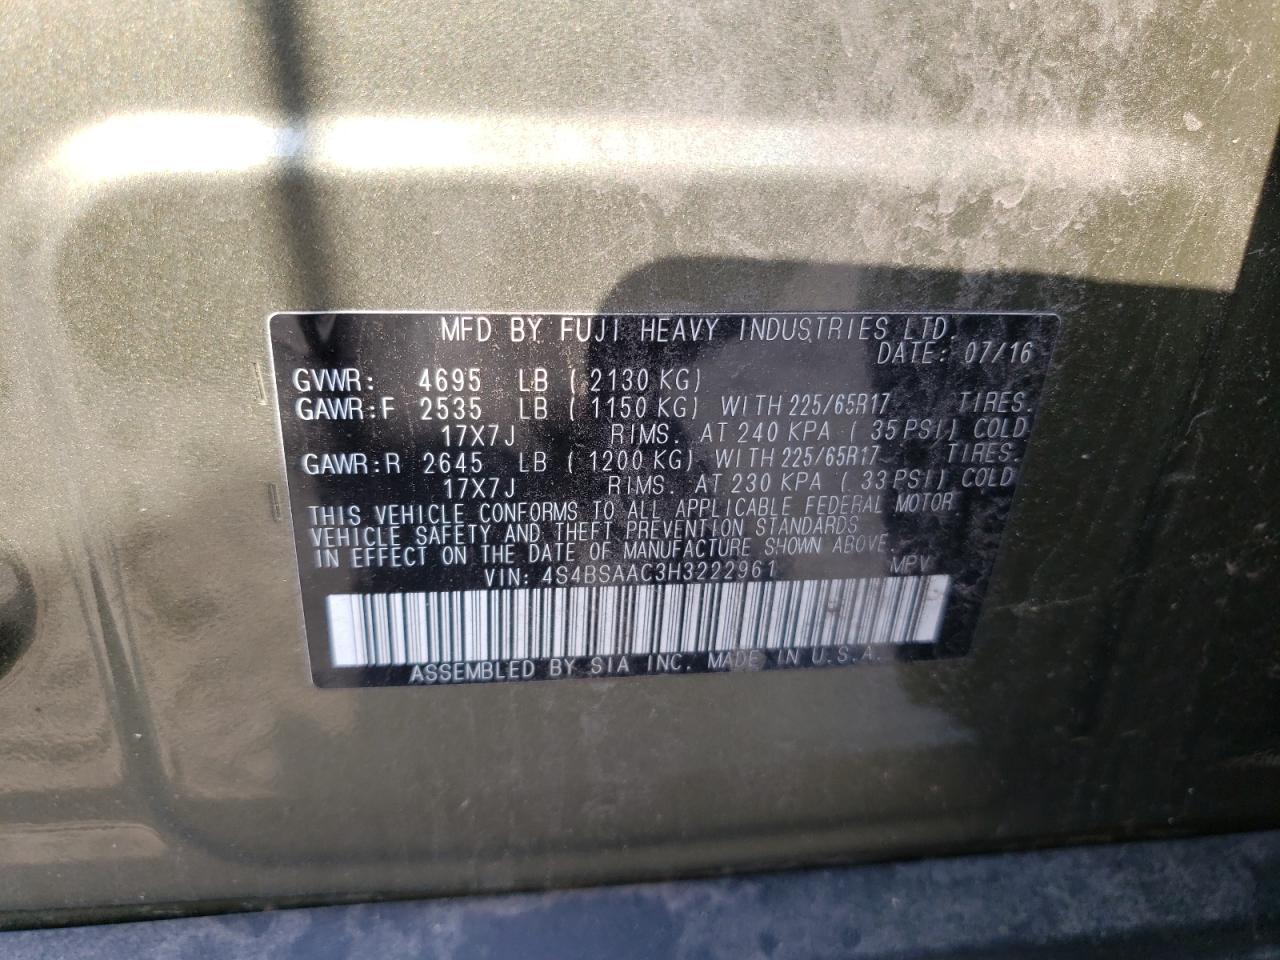 MFD BY FUJI HEAVY INDUSTRIES LTD.
DATE: 07/16
GVWR: 4695 LB ( 2130 KG)
GAWR:F 2535 LB ( 1150 KG) WITH 225/65R17 TIRES.
17X7J RIMS. AT 240 KPA ( 35 PSI) COLD
GAWR:R 2645 LB ( 1200 KG) WITH 225/65R17 TIRES.
17X7J RIMS. AT 230 KPA ( 33 PSI) COLD
THIS VEHICLE CONFORMS TO ALL APPLICABLE FEDERAL MOTOR
VEHICLE SAFETY AND THEFT PREVENTION STANDARDS
IN EFFECT ON THE DATE OF MANUFACTURE SHOWN ABOVE.
VIN: 4S4BSAAC3H3222961 MPV
ASSEMBLED BY SIA INC. MADE IN U.S.A.